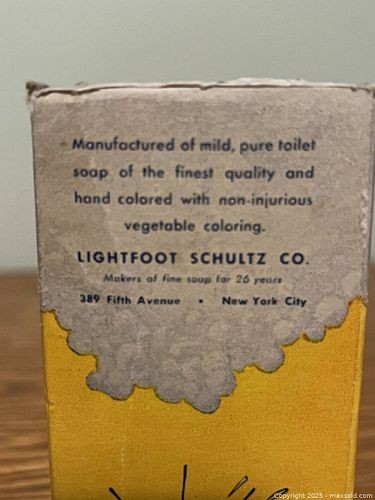 Manufactured of mild, pure toilet
soap of the finest quality and
hand colored with non-injurious
vegetable coloring.
LIGHTFOOT SCHULTZ CO.
Makers of fine soap for 26 years
389 Fifth Avenue • New York City
Copyright 2025 - maxsold.com